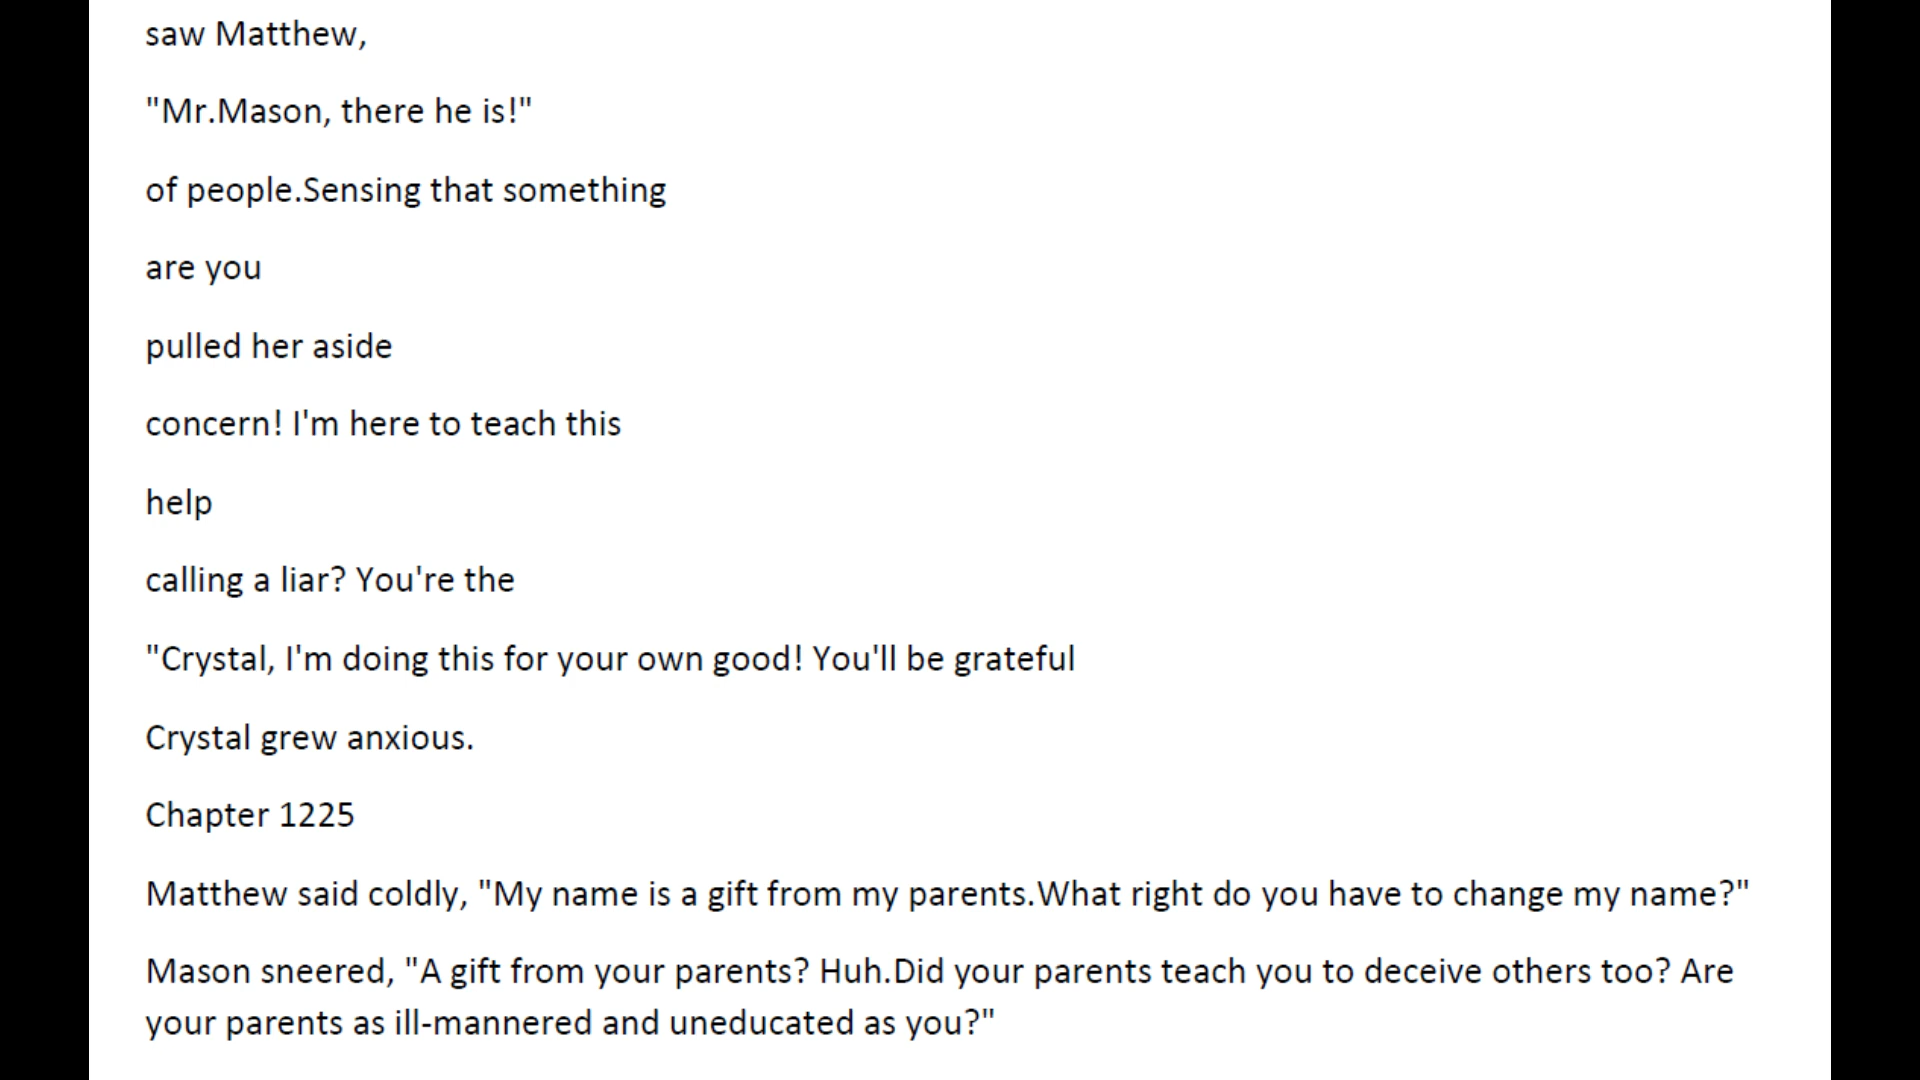 saw Matthew,
"Mr.Mason, there he is!"
of people.Sensing that something
are you
pulled her aside
concern! I'm here to teach this
help
calling a liar? You're the
"Crystal, I'm doing this for your own good! You'll be grateful
Crystal grew anxious.
Chapter 1225
Matthew said coldly, "My name is a gift from my parents.What right do you have to change my name?"
Mason sneered, "A gift from your parents? Huh.Did your parents teach you to deceive others too? Are
your parents as ill-mannered and uneducated as you?"